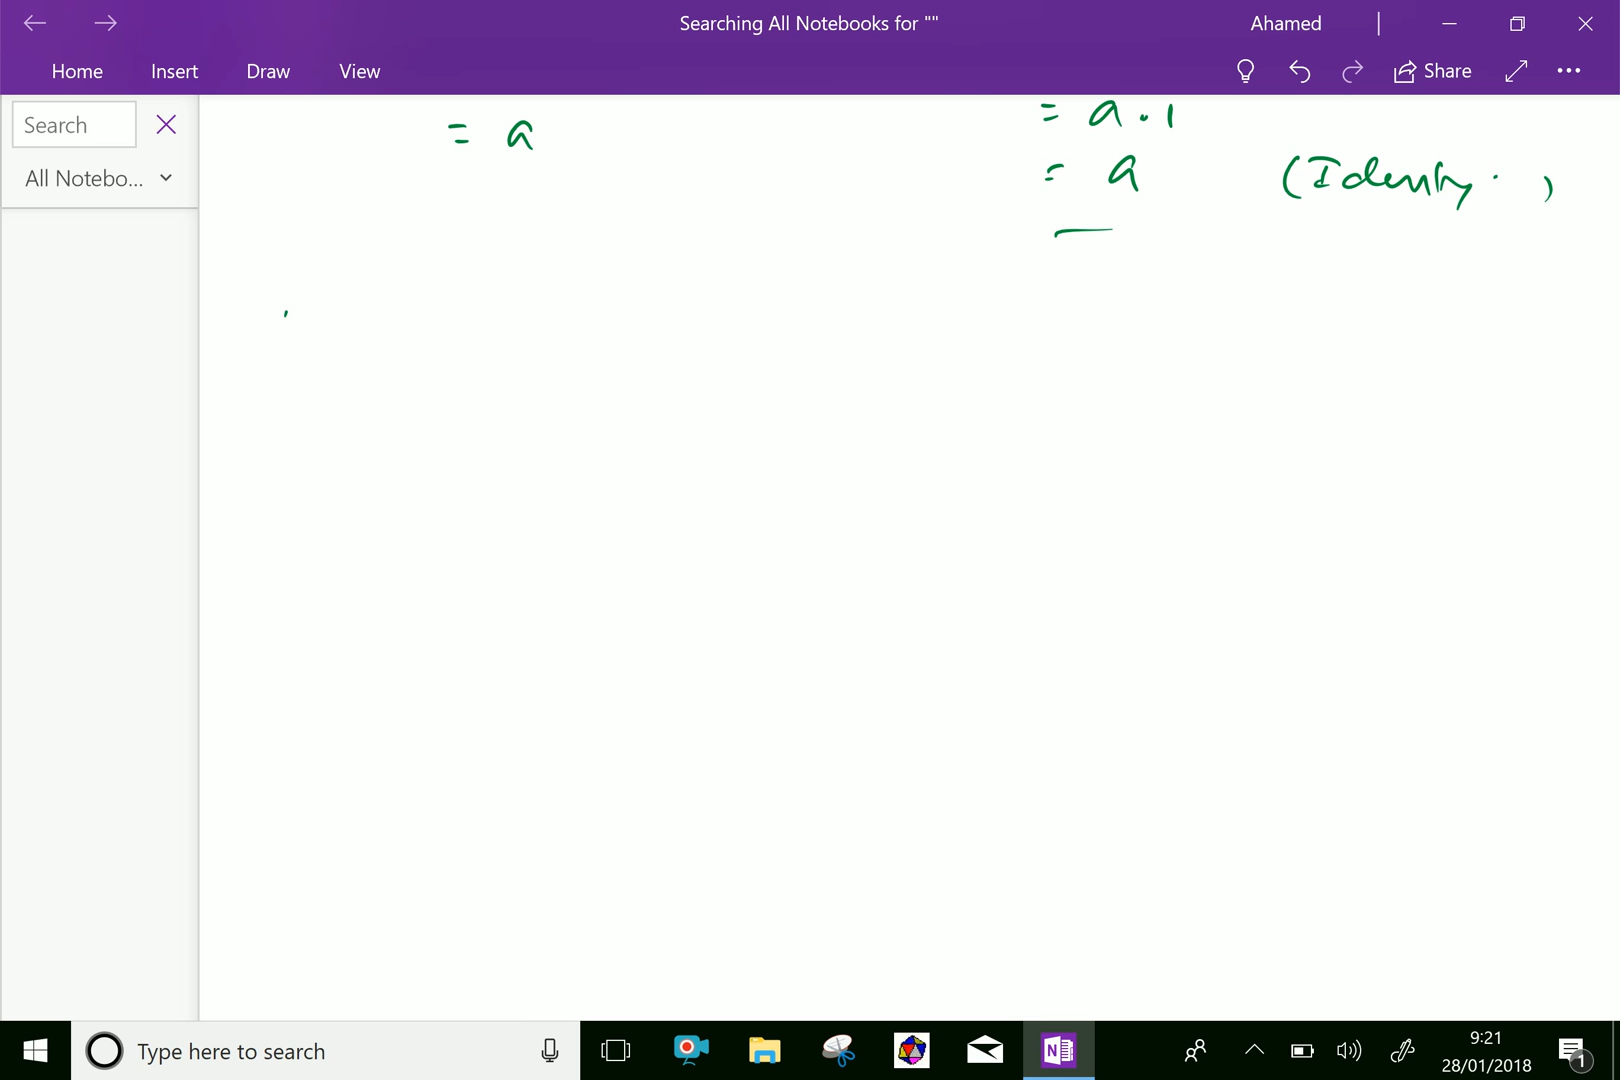 Searching All Notebooks for ""
Ahamed
Home Insert Draw View
Share
Search
All Notebo...
= a
= a . 1
= a (Identity . )
Type here to search
N
9:21
28/01/2018
1